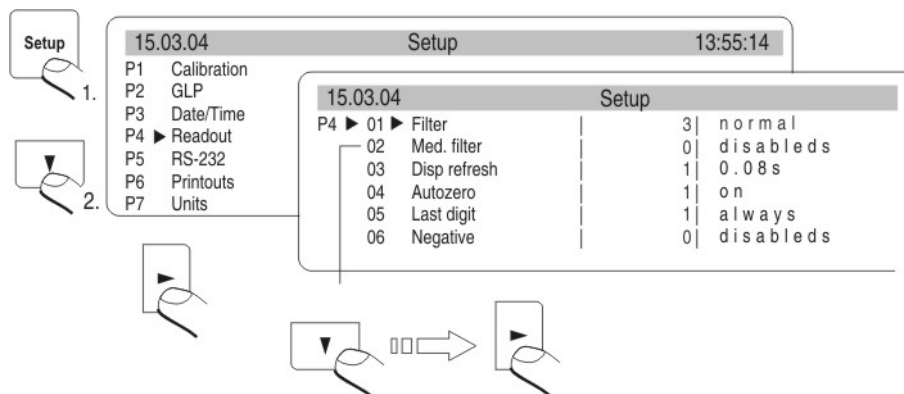 Setup
1.
2.
15.03.04 Setup 13:55:14
P1 Calibration
P2 GLP
P3 Date/Time
P4 ▶ Readout
P5 RS-232
P6 Printouts
P7 Units
15.03.04 Setup
P4 ▶ 01 ▶ Filter | 3| normal
02 Med. filter | 0| disableds
03 Disp refresh | 1| 0.08s
04 Autozero | 1| on
05 Last digit | 1| always
06 Negative | 0| disableds